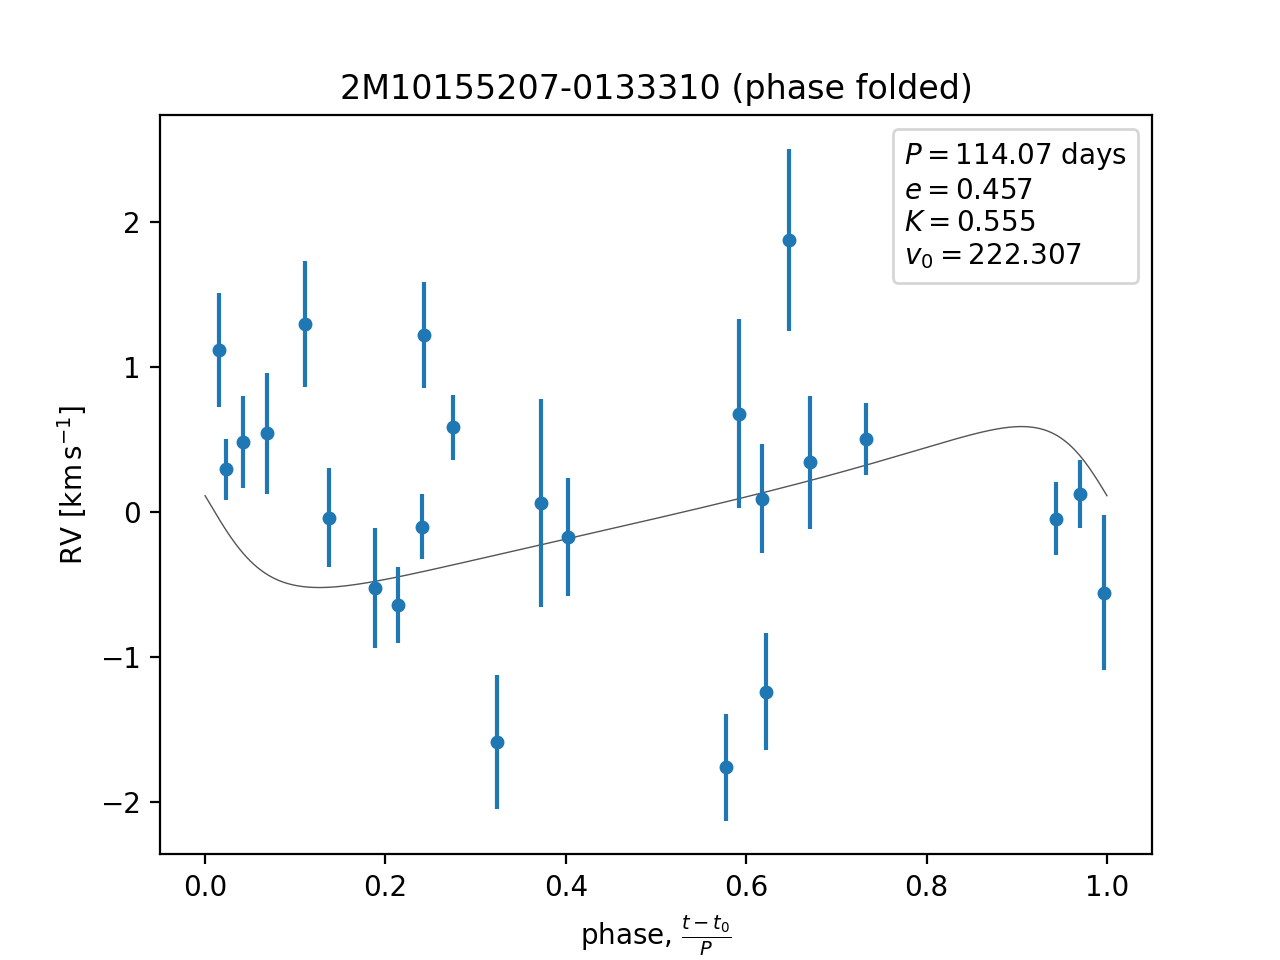 2M10155207-0133310 (phase folded)
P = 114.07 days
e = 0.457
K = 0.555
v₀ = 222.307
RV [km s⁻¹]
2
1
0
−1
−2
0.0 0.2 0.4 0.6 0.8 1.0
phase, (t − t₀)/P